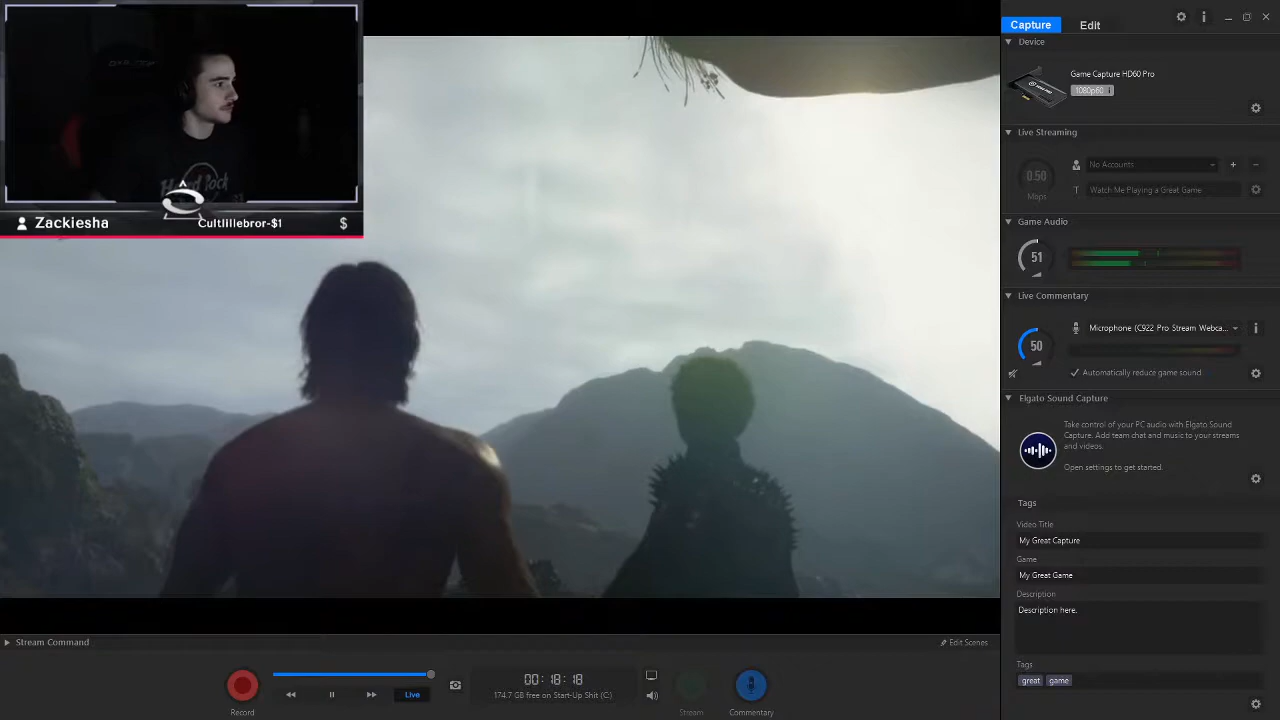 Capture
Edit
Device
Game Capture HD60 Pro
1080p60
Live Streaming
0.50
Mbps
No Accounts
T
Watch Me Playing a Great Game
Game Audio
51
Live Commentary
50
Microphone (C922 Pro Stream Webca...
Automatically reduce game sound
Elgato Sound Capture
Take control of your PC audio with Elgato Sound
Capture. Add team chat and music to your streams
and videos.
Open settings to get started.
Tags
Video Title
My Great Capture
Game
My Great Game
Description
Description here.
Tags
great
game
Hard Rock
Zackiesha
Cultlillebror-$1
$
Stream Command
Edit Scenes
Record
Live
00:18:18
174.7 GB free on Start-Up Shit (C:)
Stream
Commentary